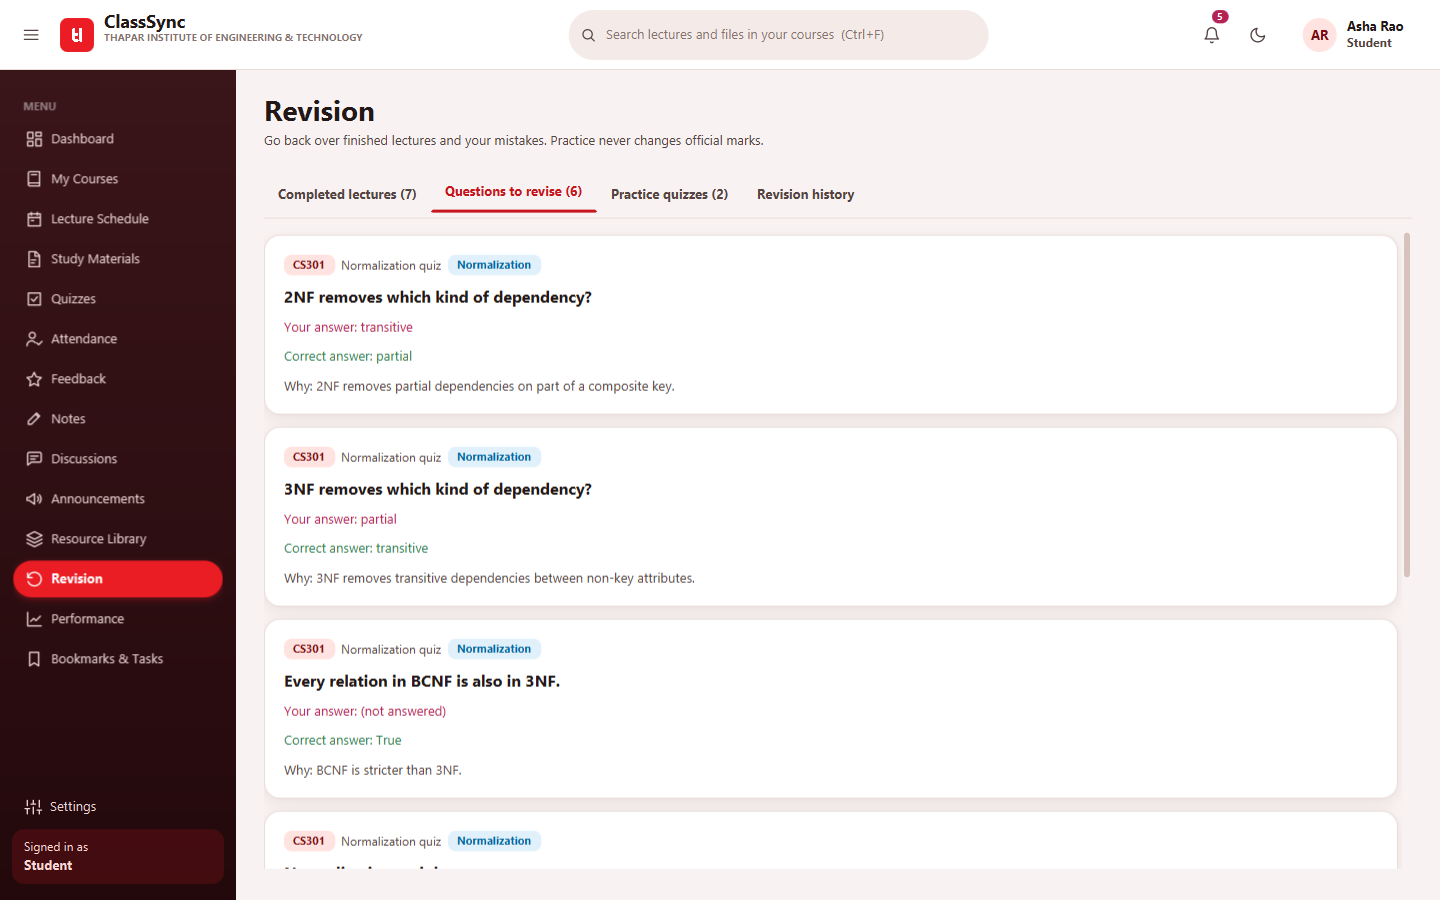 ClassSync
THAPAR INSTITUTE OF ENGINEERING & TECHNOLOGY
Search lectures and files in your courses (Ctrl+F)
5
AR
Asha Rao
Student
MENU
Dashboard
My Courses
Lecture Schedule
Study Materials
Quizzes
Attendance
Feedback
Notes
Discussions
Announcements
Resource Library
Revision
Performance
Bookmarks & Tasks
Settings
Signed in as
Student
Revision
Go back over finished lectures and your mistakes. Practice never changes official marks.
Completed lectures (7)
Questions to revise (6)
Practice quizzes (2)
Revision history
CS301 Normalization quiz Normalization
2NF removes which kind of dependency?
Your answer: transitive
Correct answer: partial
Why: 2NF removes partial dependencies on part of a composite key.
CS301 Normalization quiz Normalization
3NF removes which kind of dependency?
Your answer: partial
Correct answer: transitive
Why: 3NF removes transitive dependencies between non-key attributes.
CS301 Normalization quiz Normalization
Every relation in BCNF is also in 3NF.
Your answer: (not answered)
Correct answer: True
Why: BCNF is stricter than 3NF.
CS301 Normalization quiz Normalization